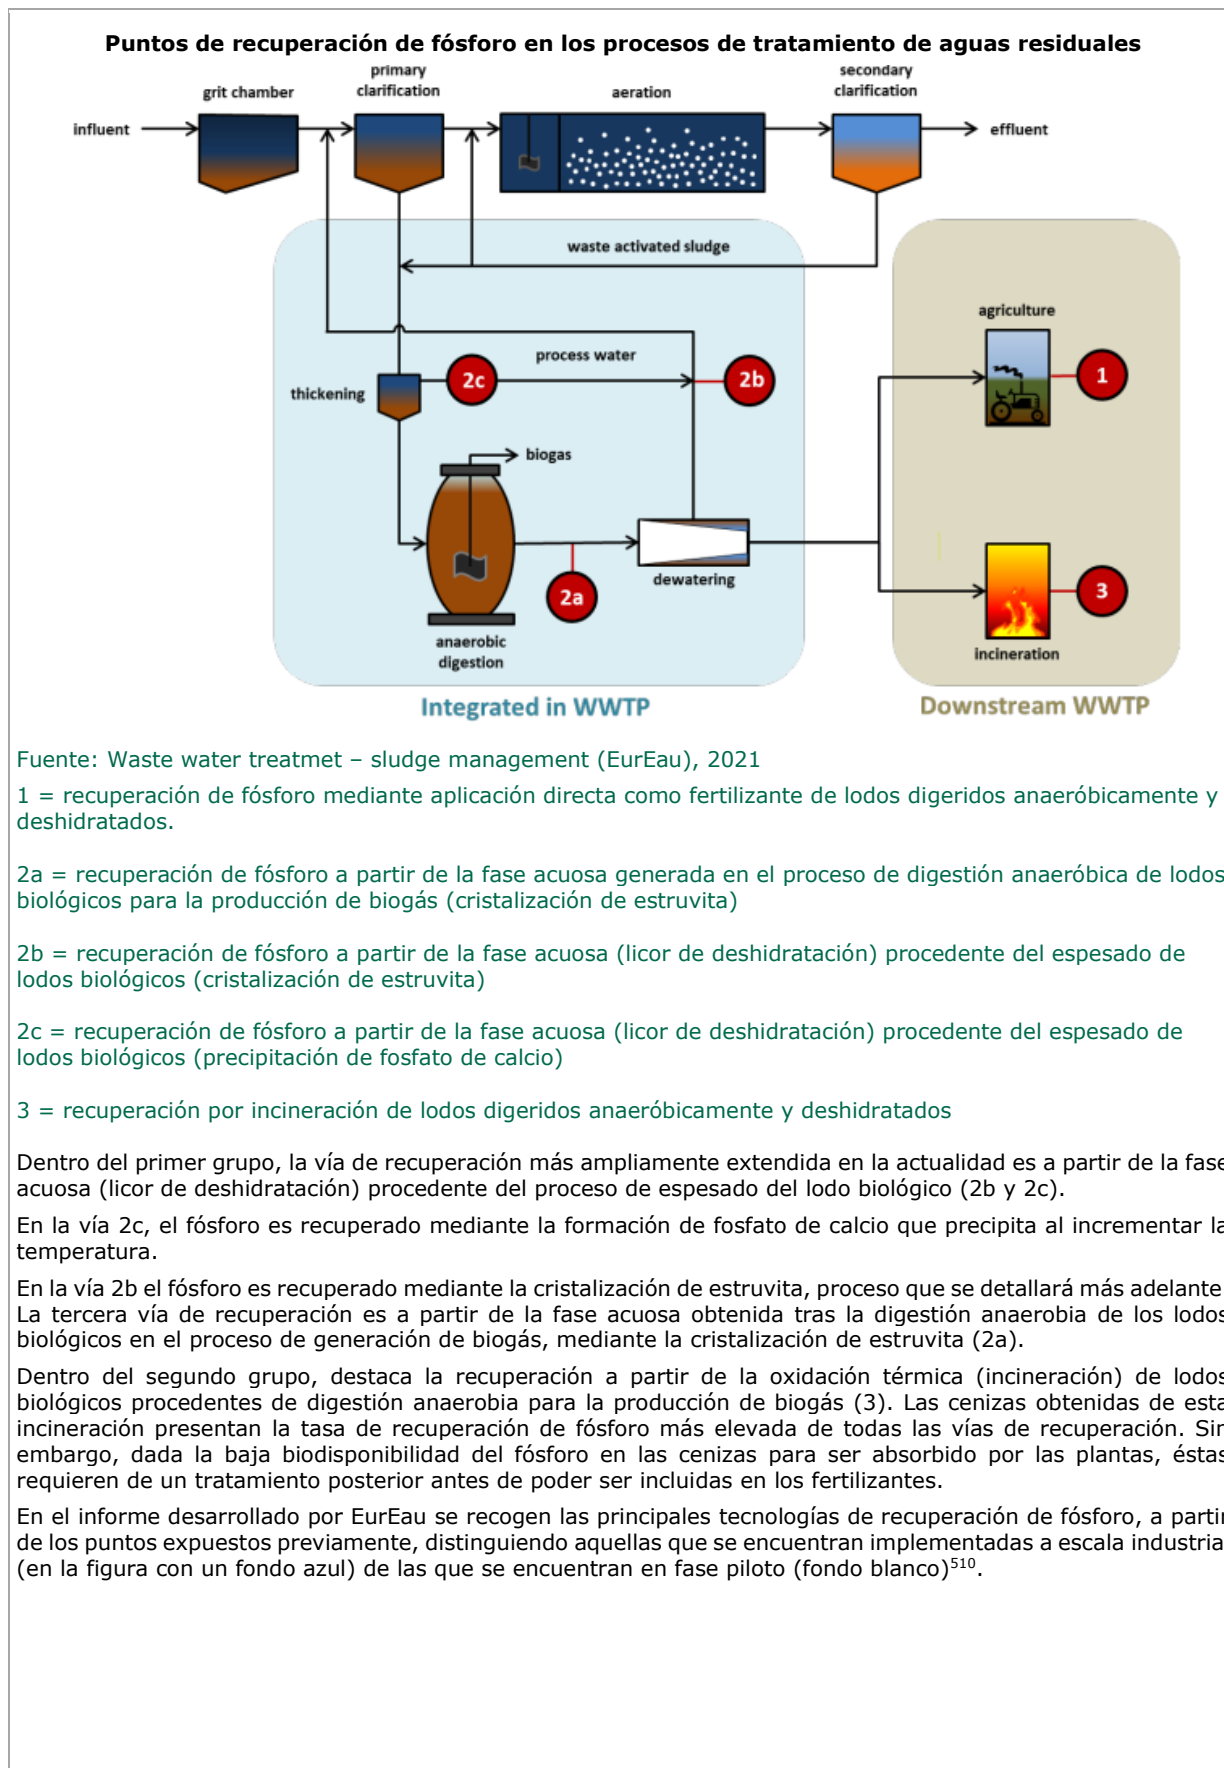 Puntos de recuperación de fósforo en los procesos de tratamiento de aguas residuales
primary
clarification
secondary
clarification
grit chamber
aeration
influent
effluent
waste activated sludge
agriculture
process water
2c
2b
1
thickening
biogas
dewatering
2a
3
anaerobic
digestion
incineration
Integrated in WWTP
Downstream WWTP
Fuente: Waste water treatmet – sludge management (EurEau), 2021
1 = recuperación de fósforo mediante aplicación directa como fertilizante de lodos digeridos anaeróbicamente y
deshidratados.
2a = recuperación de fósforo a partir de la fase acuosa generada en el proceso de digestión anaeróbica de lodos
biológicos para la producción de biogás (cristalización de estruvita)
2b = recuperación de fósforo a partir de la fase acuosa (licor de deshidratación) procedente del espesado de
lodos biológicos (cristalización de estruvita)
2c = recuperación de fósforo a partir de la fase acuosa (licor de deshidratación) procedente del espesado de
lodos biológicos (precipitación de fosfato de calcio)
3 = recuperación por incineración de lodos digeridos anaeróbicamente y deshidratados
Dentro del primer grupo, la vía de recuperación más ampliamente extendida en la actualidad es a partir de la fase
acuosa (licor de deshidratación) procedente del proceso de espesado del lodo biológico (2b y 2c).
En la vía 2c, el fósforo es recuperado mediante la formación de fosfato de calcio que precipita al incrementar la
temperatura.
En la vía 2b el fósforo es recuperado mediante la cristalización de estruvita, proceso que se detallará más adelante
La tercera vía de recuperación es a partir de la fase acuosa obtenida tras la digestión anaerobia de los lodos
biológicos en el proceso de generación de biogás, mediante la cristalización de estruvita (2a).
Dentro del segundo grupo, destaca la recuperación a partir de la oxidación térmica (incineración) de lodos
biológicos procedentes de digestión anaerobia para la producción de biogás (3). Las cenizas obtenidas de esta
incineración presentan la tasa de recuperación de fósforo más elevada de todas las vías de recuperación. Sin
embargo, dada la baja biodisponibilidad del fósforo en las cenizas para ser absorbido por las plantas, éstas
requieren de un tratamiento posterior antes de poder ser incluidas en los fertilizantes.
En el informe desarrollado por EurEau se recogen las principales tecnologías de recuperación de fósforo, a partir
de los puntos expuestos previamente, distinguiendo aquellas que se encuentran implementadas a escala industrial
(en la figura con un fondo azul) de las que se encuentran en fase piloto (fondo blanco)510.